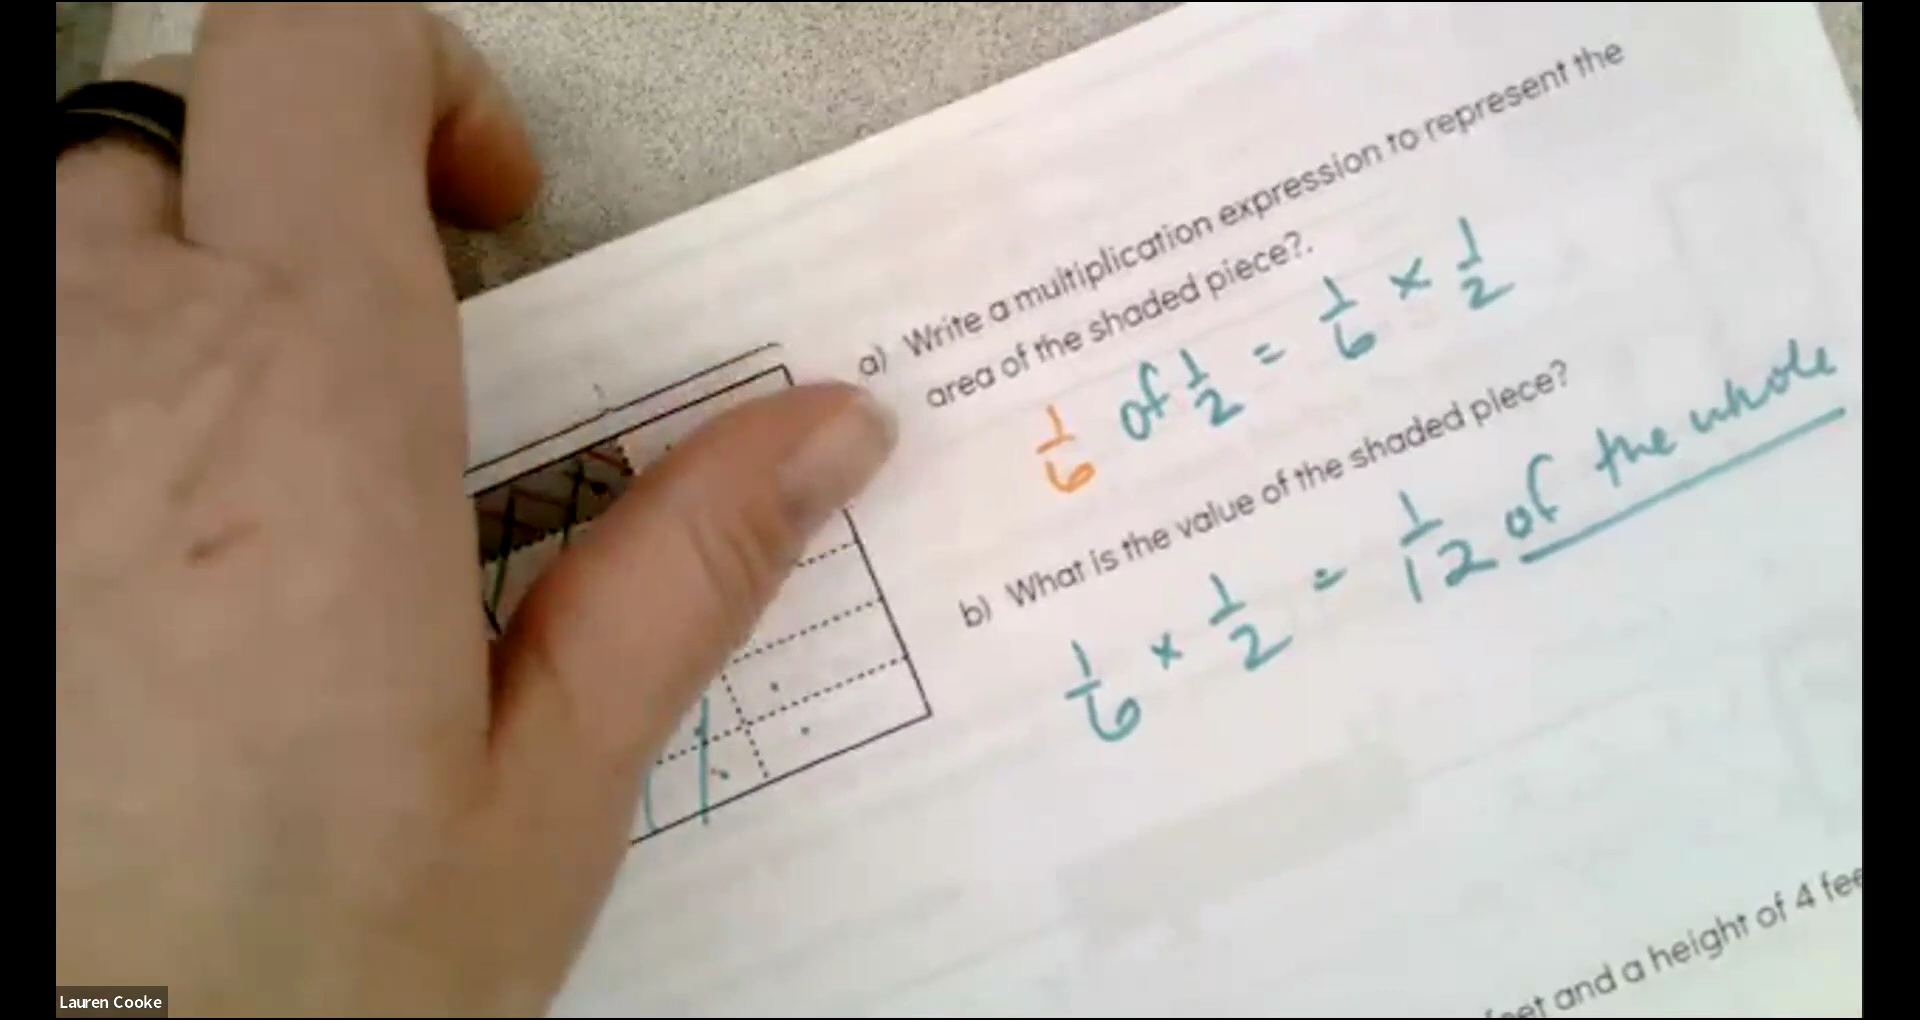 a) Write a multiplication expression to represent the
area of the shaded piece?.
1/6 of 1/2 = 1/6 × 1/2
b) What is the value of the shaded piece?
1/6 × 1/2 = 1/12 of the whole
and a height of 4
Lauren Cooke